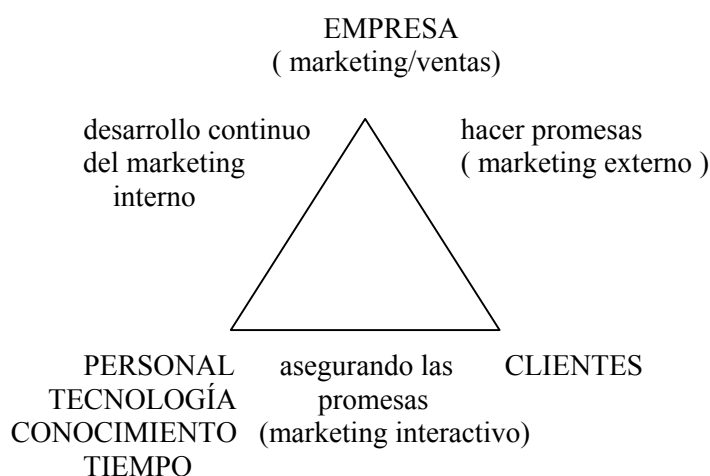 EMPRESA
( marketing/ventas)
desarrollo continuo
del marketing
interno
hacer promesas
( marketing externo )
PERSONAL
TECNOLOGÍA
CONOCIMIENTO
TIEMPO
asegurando las
promesas
(marketing interactivo)
CLIENTES